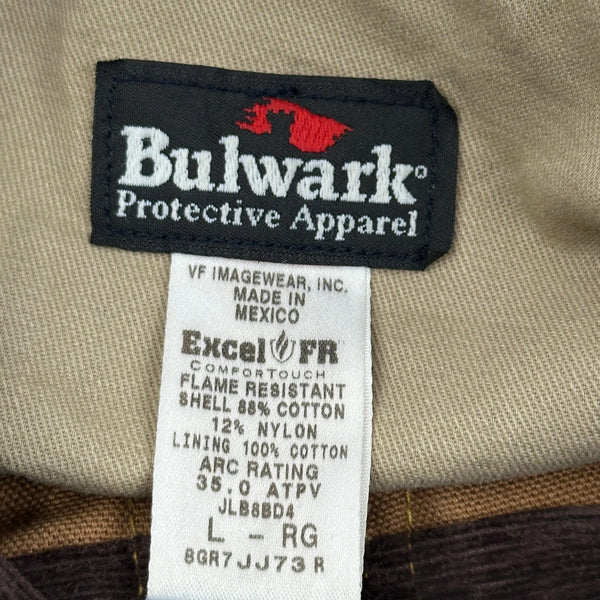 Bulwark®
Protective Apparel
VF IMAGEWEAR, INC.
MADE IN
MEXICO
Excel FR
COMFORTOUCH
FLAME RESISTANT
SHELL 88% COTTON
12% NYLON
LINING 100% COTTON
ARC RATING
35.0 ATPV
JLB8BD4
L - RG
8GR7JJ73 R